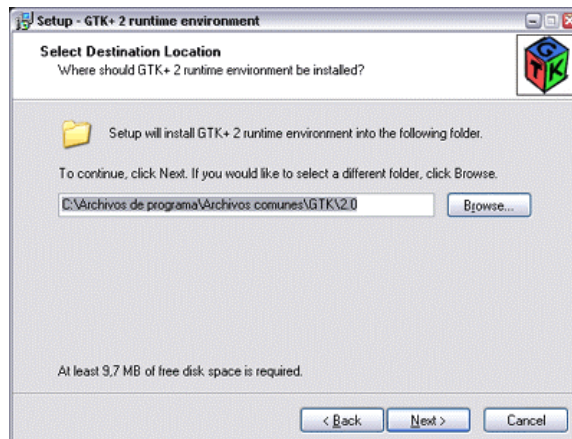 Setup - GTK+ 2 runtime environment
Select Destination Location
Where should GTK+ 2 runtime environment be installed?
GTK
Setup will install GTK+ 2 runtime environment into the following folder.
To continue, click Next. If you would like to select a different folder, click Browse.
C:\Archivos de programa\Archivos comunes\GTK\2.0
Browse...
At least 9,7 MB of free disk space is required.
< Back
Next >
Cancel